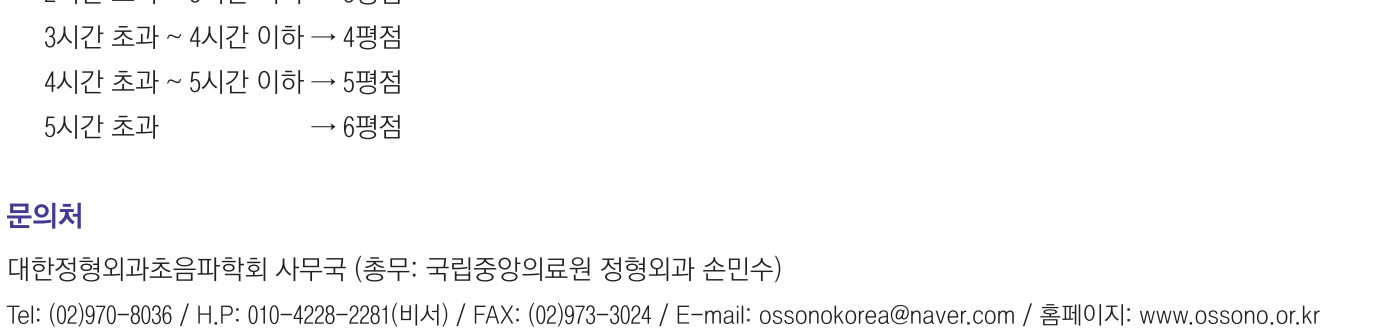 3시간 초과 ~ 4시간 이하 → 4평점
4시간 초과 ~ 5시간 이하 → 5평점
5시간 초과 → 6평점
문의처
대한정형외과초음파학회 사무국 (총무: 국립중앙의료원 정형외과 손민수)
Tel: (02)970-8036 / H.P: 010-4228-2281(비서) / FAX: (02)973-3024 / E-mail: ossonokorea@naver.com / 홈페이지: www.ossono.or.kr